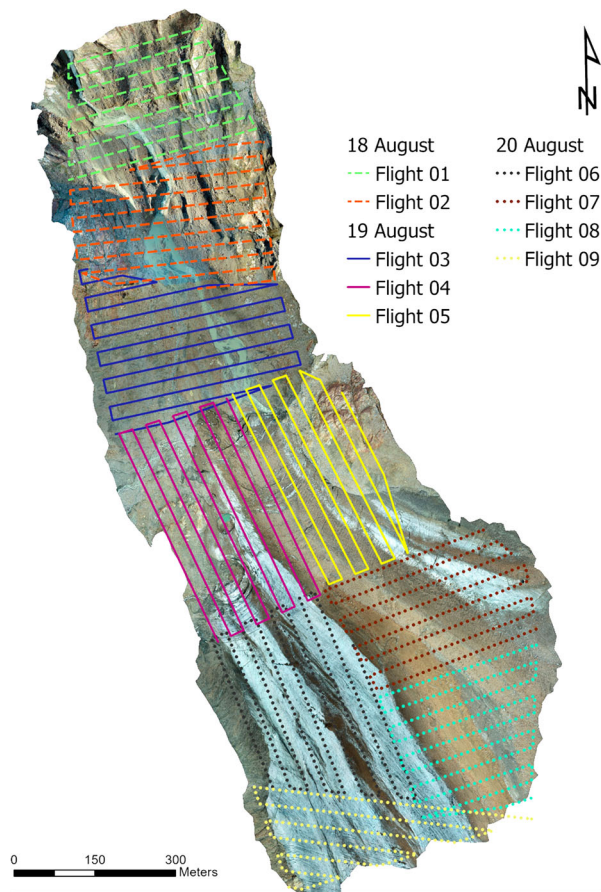 N
18 August
Flight 01
Flight 02
19 August
Flight 03
Flight 04
Flight 05
20 August
Flight 06
Flight 07
Flight 08
Flight 09
0 150 300
Meters